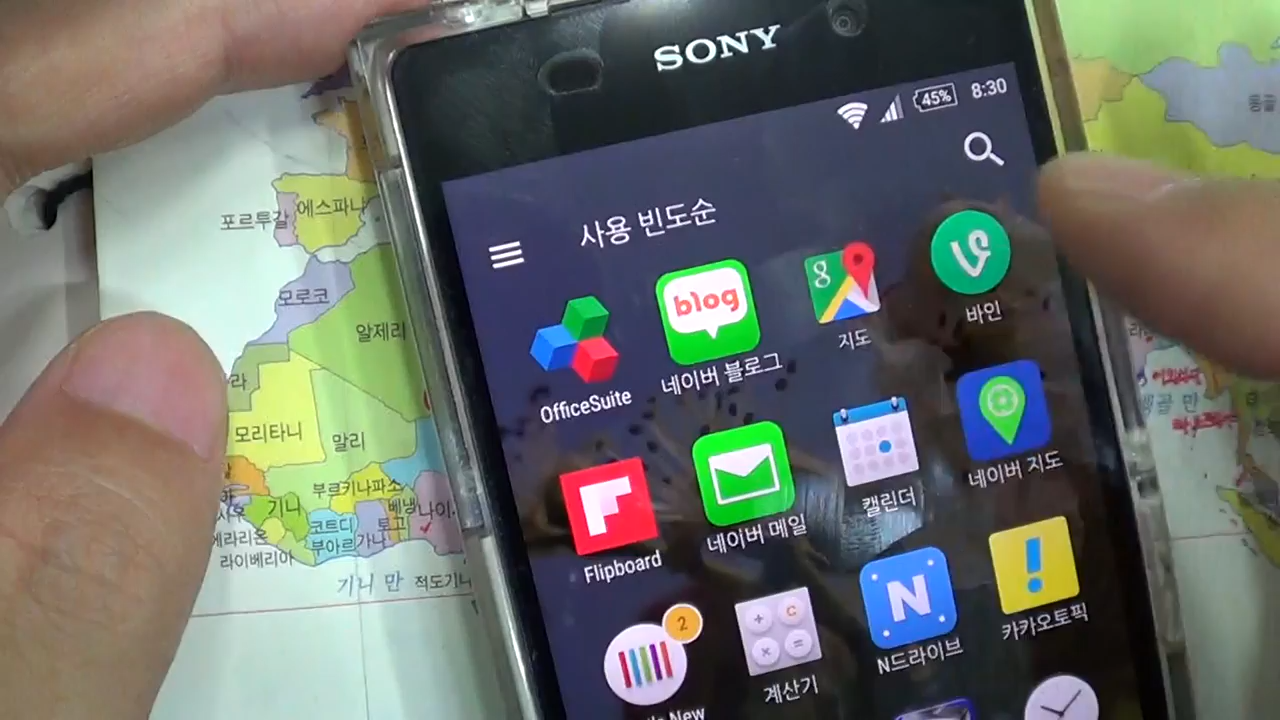 SONY
45% 8:30
사용 빈도순
blog
8
OfficeSuite
네이버 블로그
지도
바인
Flipboard
네이버 메일
캘린더
네이버 지도
2
계산기
N
N드라이브
카카오토픽
New
포르투갈
에스파냐
모로코
알제리
모리타니
말리
부르키나파소
기니
코트디
부아르
가나
토고
베냉
나이
라이베리아
기니 만
적도기니